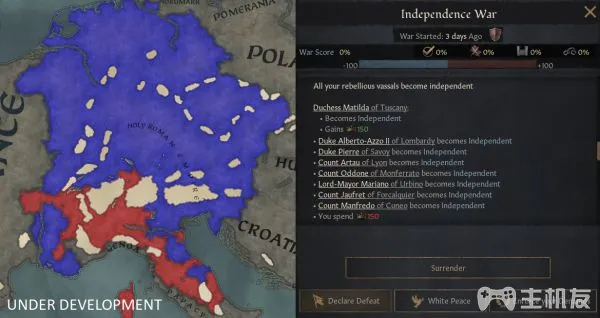 NORDMARK
POMERANIA
POLA
HOLY ROMAN EMPIRE
CROATI
GENOA
PAPACY
UNDER DEVELOPMENT
Independence War
War Started: 3 days Ago
War Score 0% 0% 0% 0% 0%
-100 +100
All your rebellious vassals become independent
Duchess Matilda of Tuscany:
• Becomes Independent
• Gains 150
• Duke Alberto-Azzo II of Lombardy becomes Independent
• Duke Pierre of Savoy becomes Independent
• Count Artau of Lyon becomes Independent
• Count Oddone of Monferrato becomes Independent
• Lord-Mayor Mariano of Urbino becomes Independent
• Count Jaufret of Forcalquier becomes Independent
• Count Manfredo of Cuneo becomes Independent
• You spend 150
Surrender
Declare Defeat
White Peace
主机友